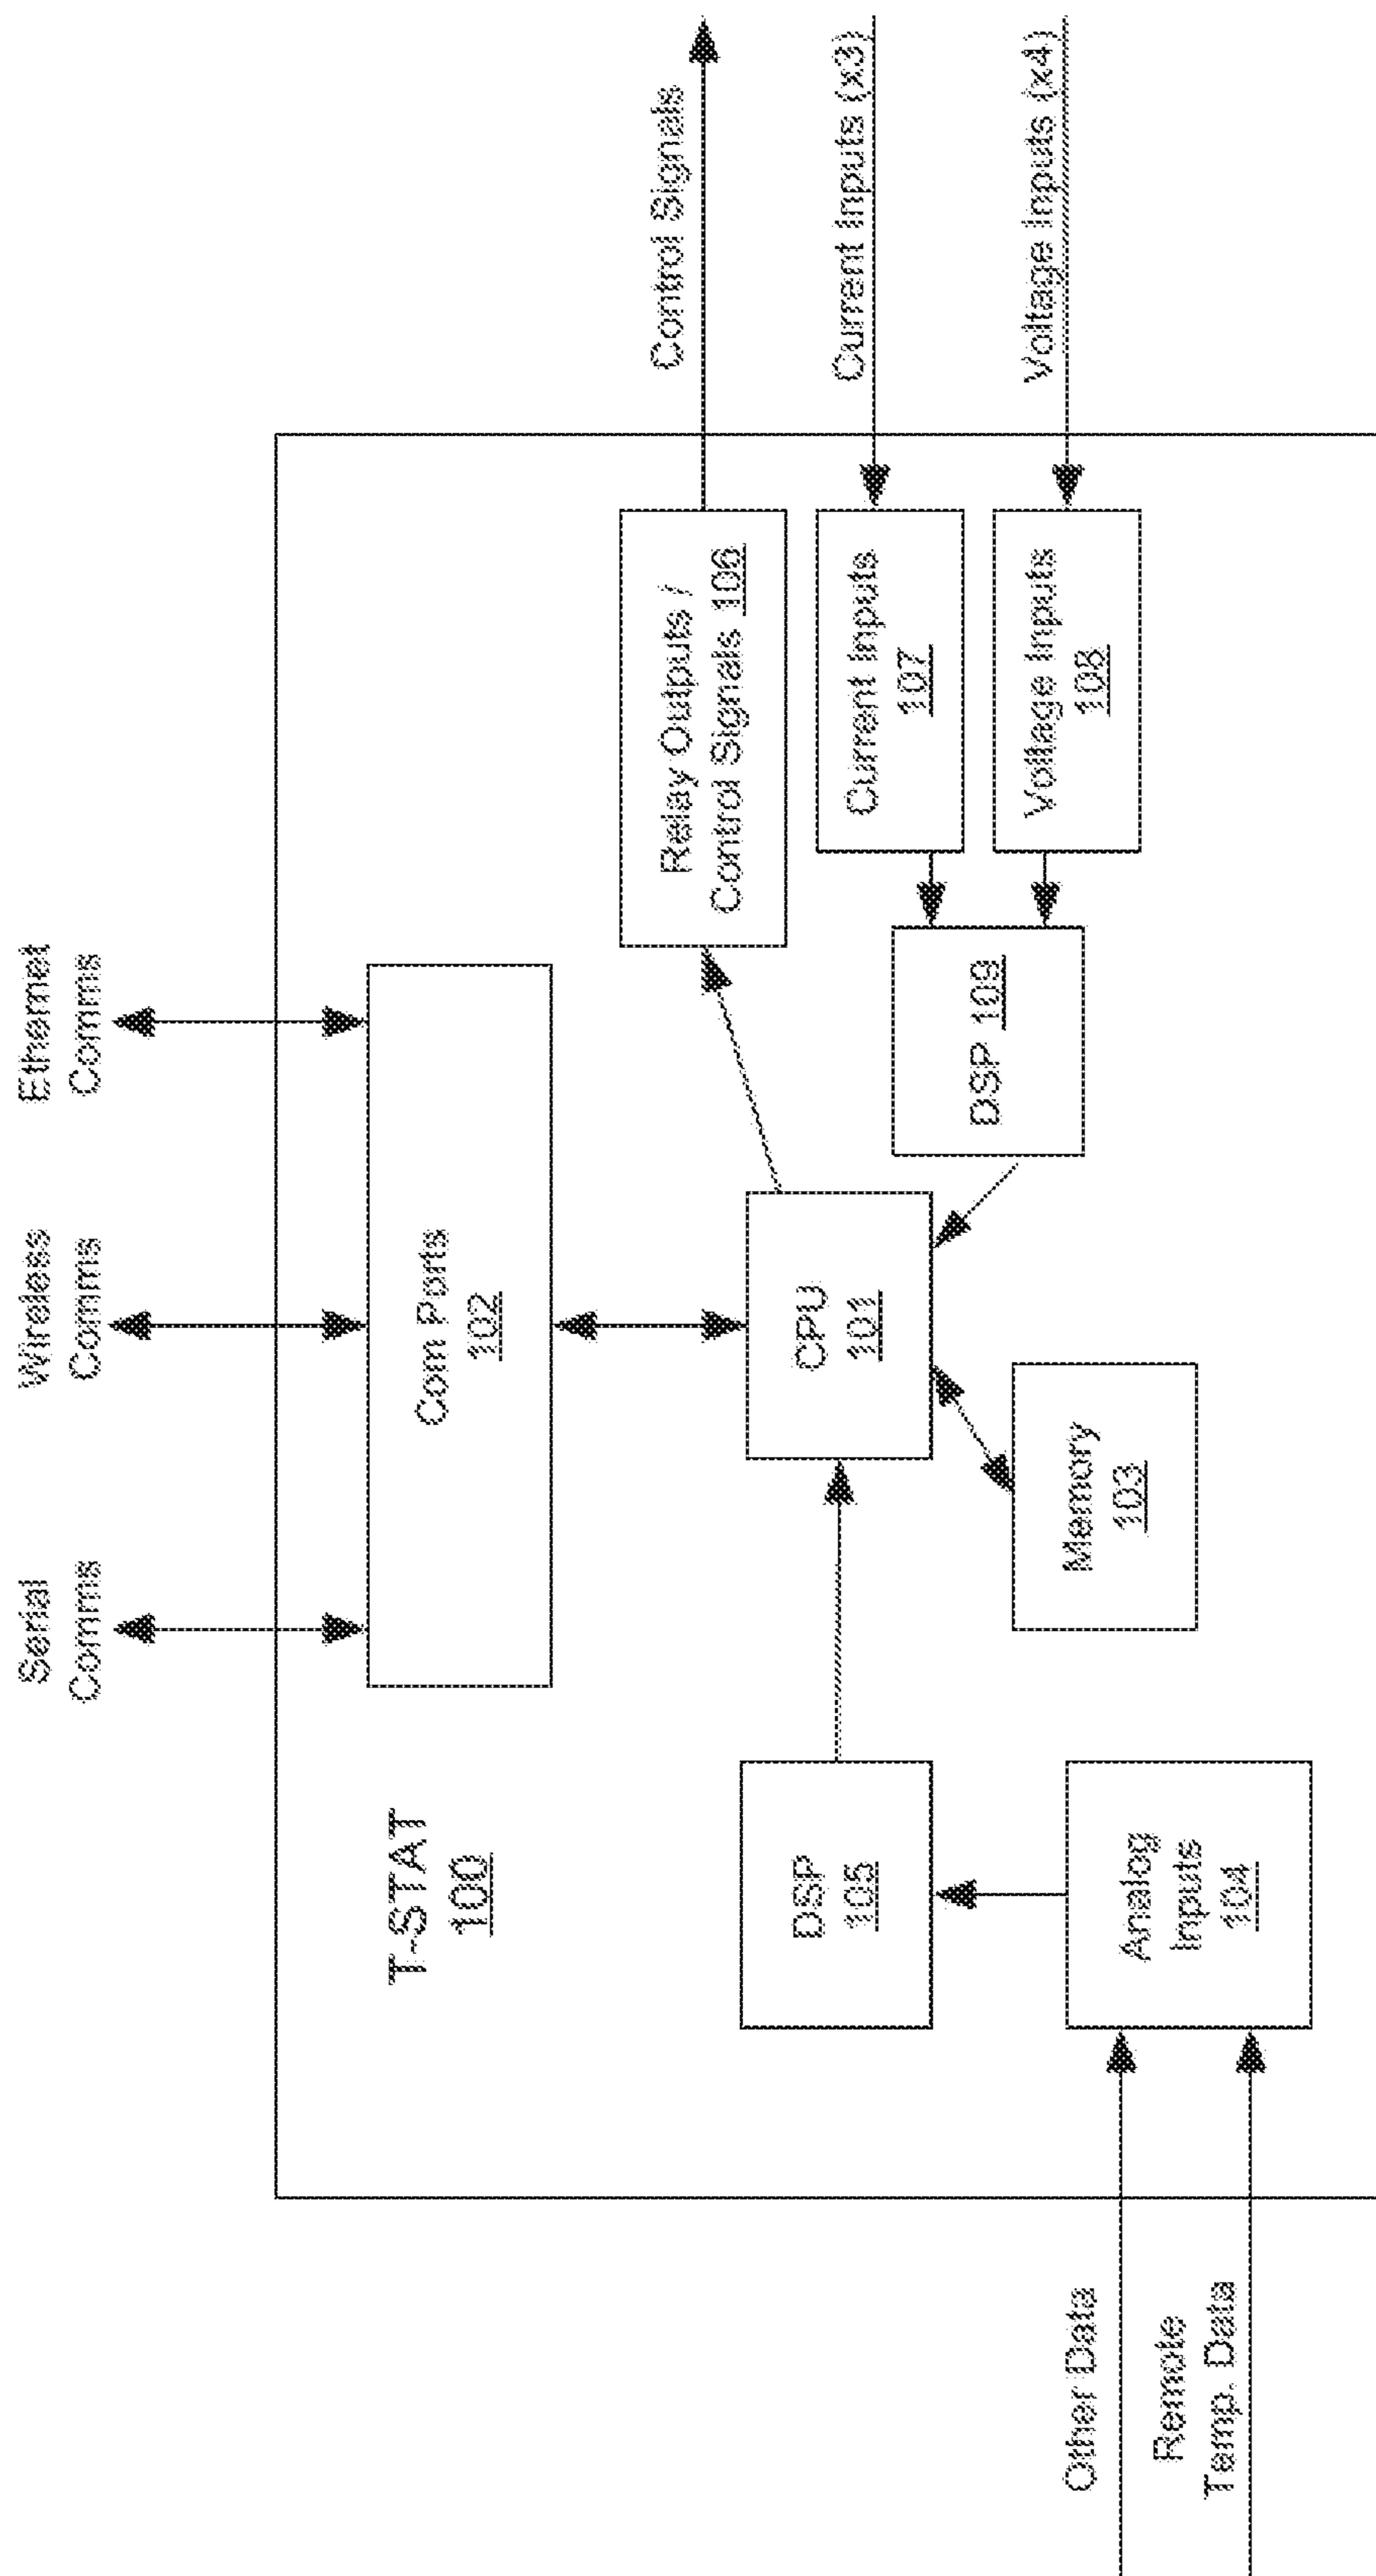 Serial
Comms
Wireless
Comms
Ethernet
Comms
T-STAT
100
Com Ports
102
Control Signals
Relay Outputs /
Control Signals 106
DSP
105
CPU
101
Current Inputs (x3)
Current Inputs
107
DSP 109
Voltage Inputs (x4)
Voltage Inputs
108
Other Data
Analog
Inputs
104
Memory
103
Remote
Temp. Data